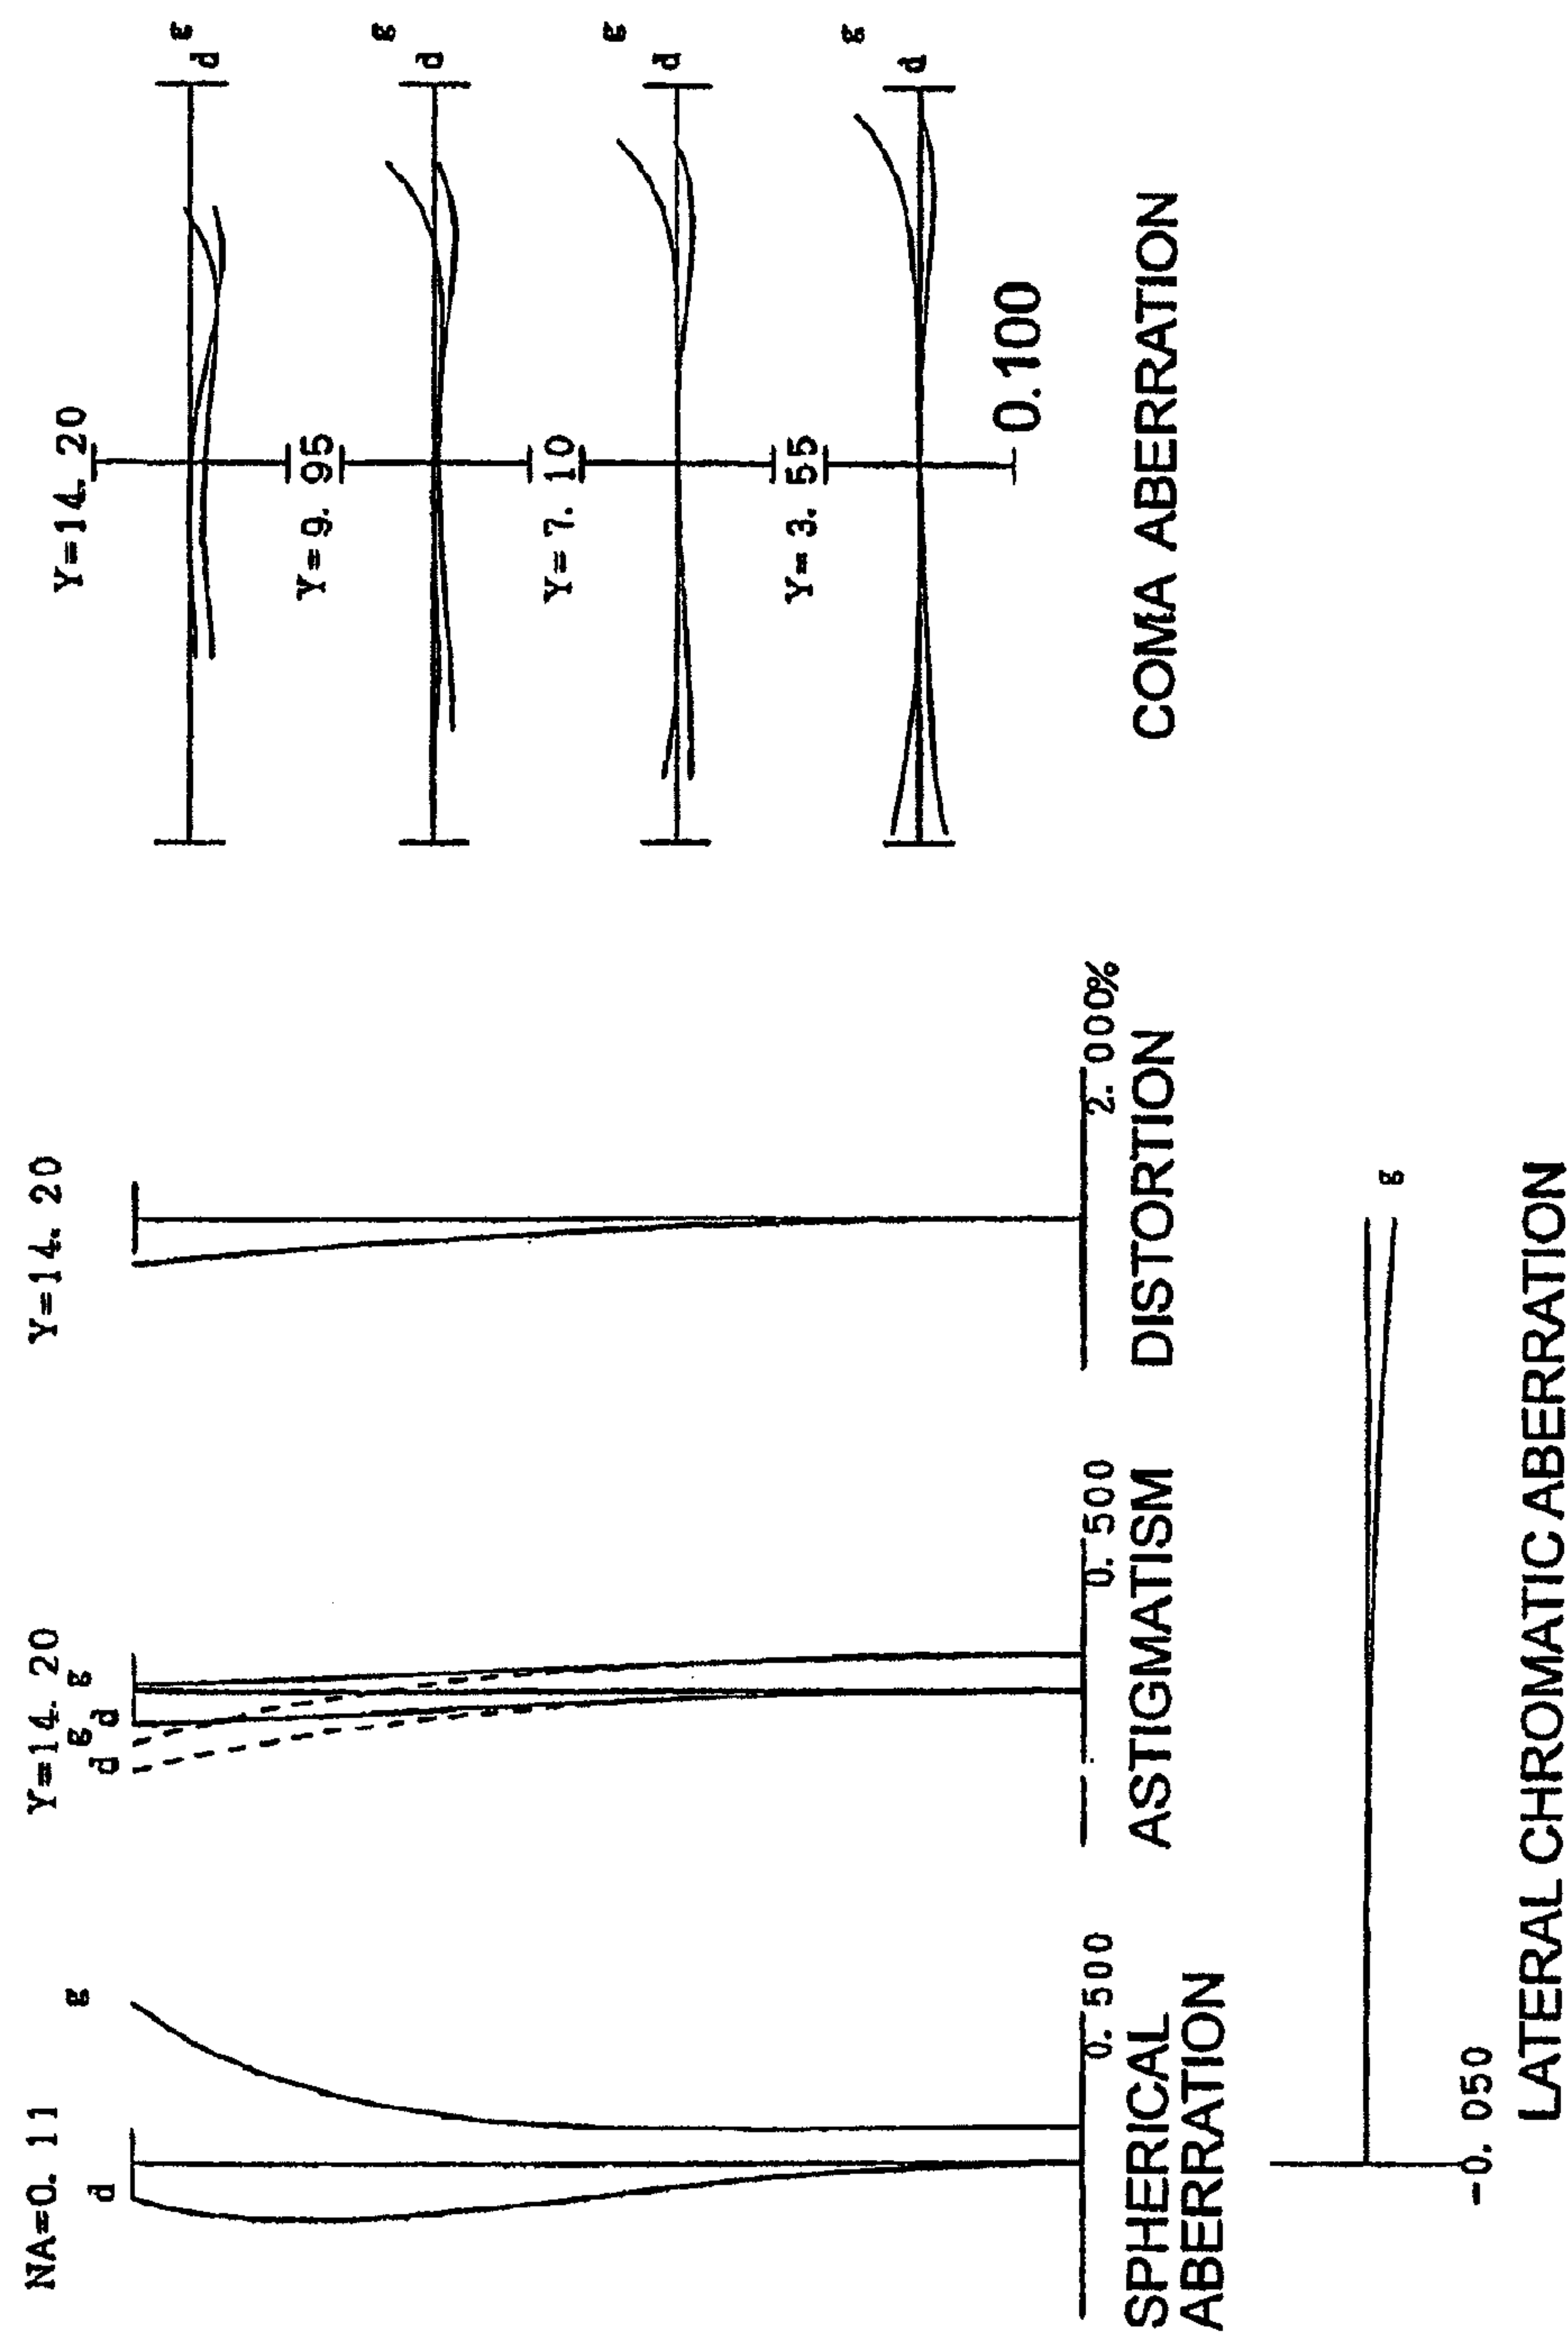 NA=0. 11
d
g
0. 500
SPHERICAL
ABERRATION
Y=14. 20
d
g
d
g
0. 500
ASTIGMATISM
Y=14. 20
2. 000%
DISTORTION
Y=14. 20
g
d
Y=9. 95
g
d
Y=7. 10
g
d
Y=3. 55
g
d
0. 100
COMA ABERRATION
g
-0. 050
LATERAL CHROMATIC ABERRATION